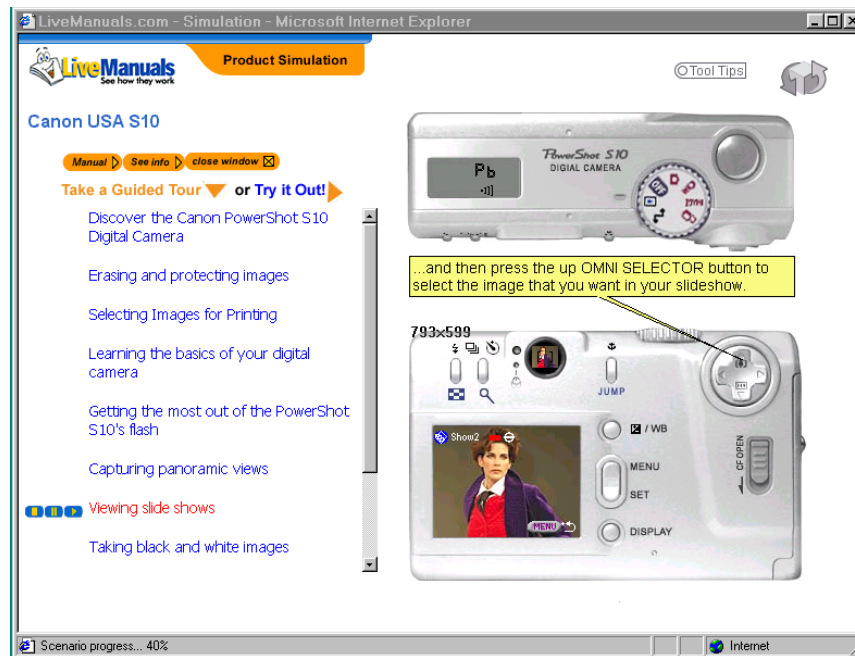 LiveManuals.com - Simulation - Microsoft Internet Explorer
LiveManuals
See how they work
Product Simulation
Tool Tips
Canon USA S10
Manual
See info
close window
Take a Guided Tour or Try it Out!
Discover the Canon PowerShot S10
Digital Camera
Erasing and protecting images
Selecting Images for Printing
Learning the basics of your digital
camera
Getting the most out of the PowerShot
S10's flash
Capturing panoramic views
Viewing slide shows
Taking black and white images
PowerShot S10
DIGIAL CAMERA
Pb
OFF
...and then press the up OMNI SELECTOR button to
select the image that you want in your slideshow.
793×599
JUMP
Show2
MENU
/ WB
MENU
SET
DISPLAY
CF OPEN
Scenario progress... 40%
Internet